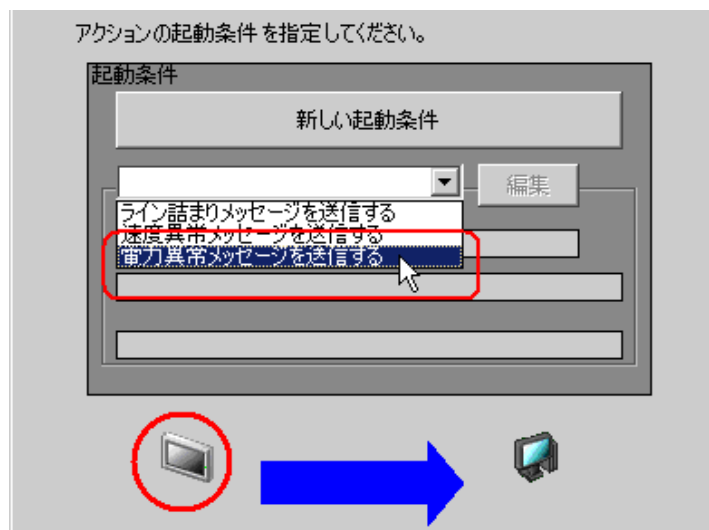 アクションの起動条件 を指定してください。
起動条件
新しい起動条件
編集
ライン詰まりメッセージを送信する
速度異常メッセージを送信する
電力異常メッセージを送信する